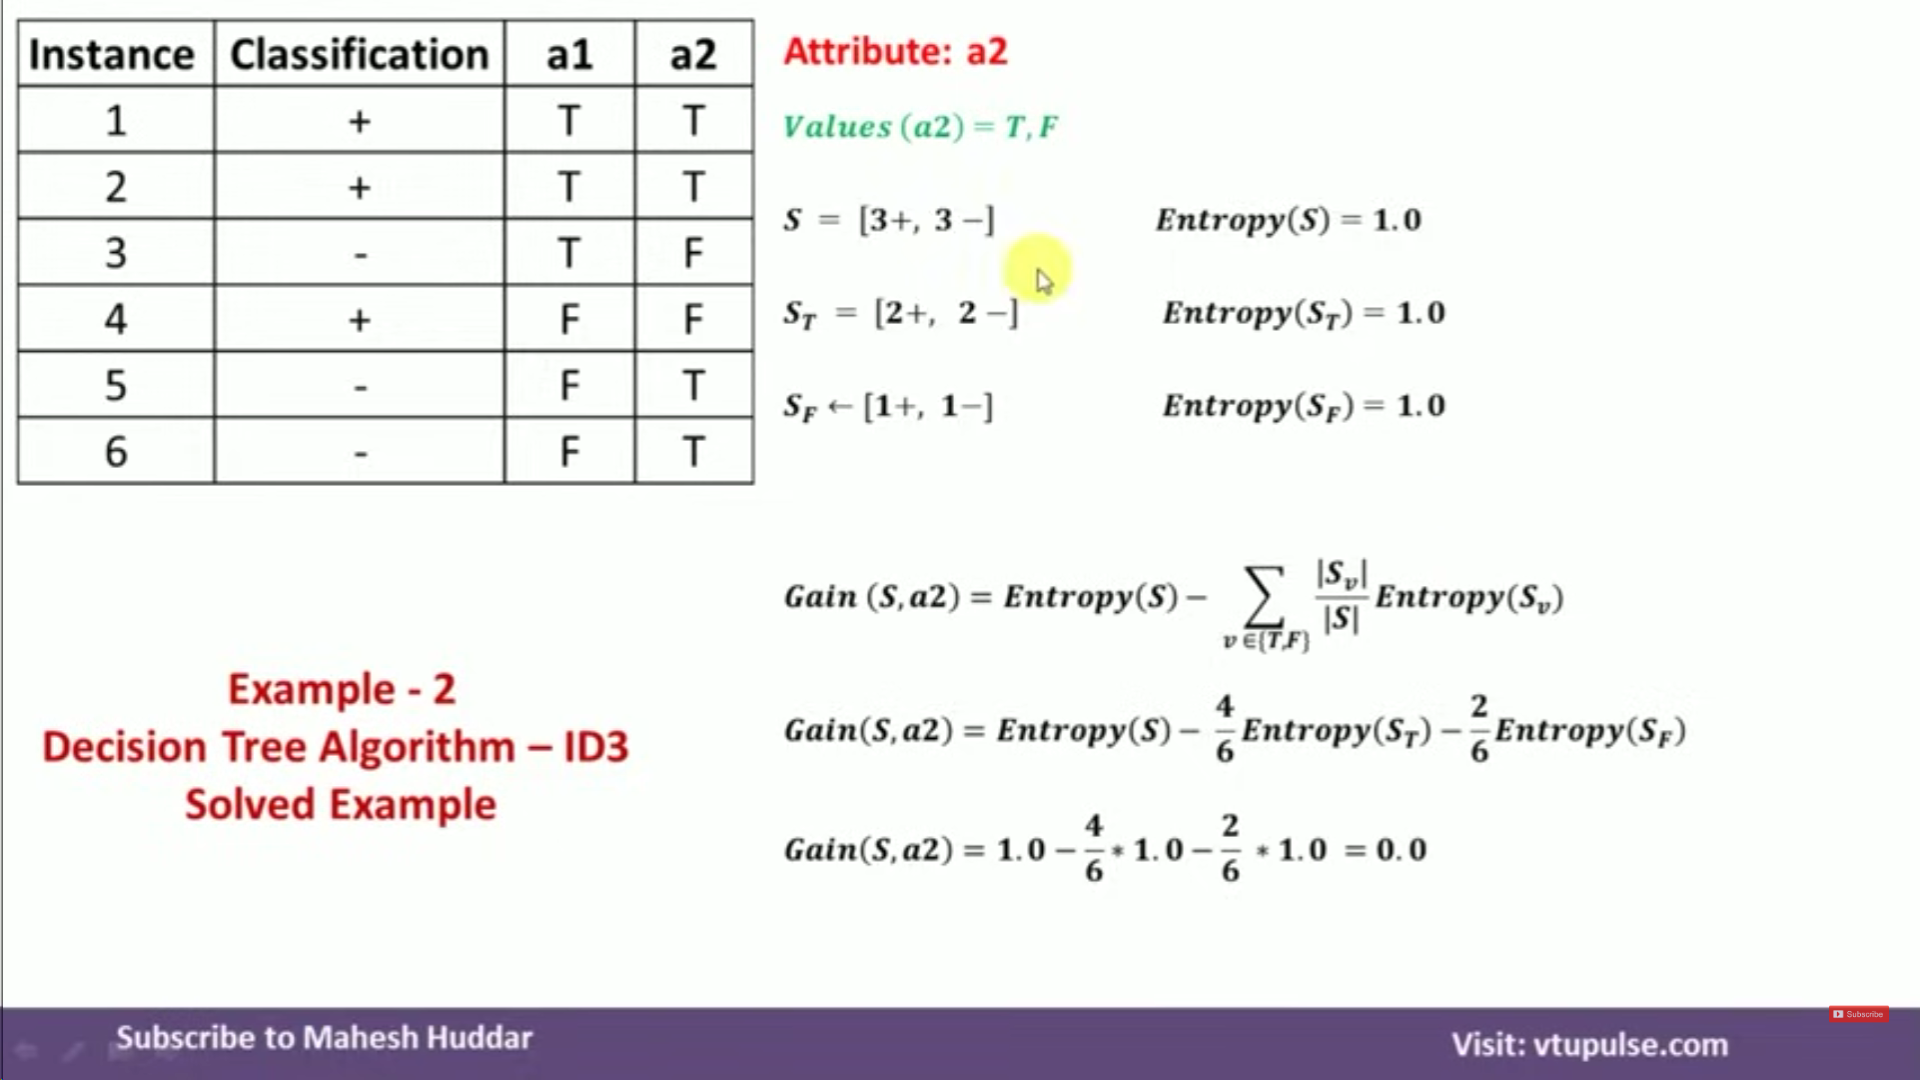 Instance Classification a1 a2
1 + T T
2 + T T
3 - T F
4 + F F
5 - F T
6 - F T
Example - 2
Decision Tree Algorithm – ID3
Solved Example
Attribute: a2
Values (a2) = T, F
S = [3+, 3 −] Entropy(S) = 1.0
S_T = [2+, 2 −] Entropy(S_T) = 1.0
S_F ← [1+, 1−] Entropy(S_F) = 1.0
Gain (S, a2) = Entropy(S) − ∑_{v ∈{T,F}} |S_v|/|S| Entropy(S_v)
Gain(S, a2) = Entropy(S) − 4/6 Entropy(S_T) − 2/6 Entropy(S_F)
Gain(S, a2) = 1.0 − 4/6 * 1.0 − 2/6 * 1.0 = 0.0
Subscribe
Subscribe to Mahesh Huddar
Visit: vtupulse.com